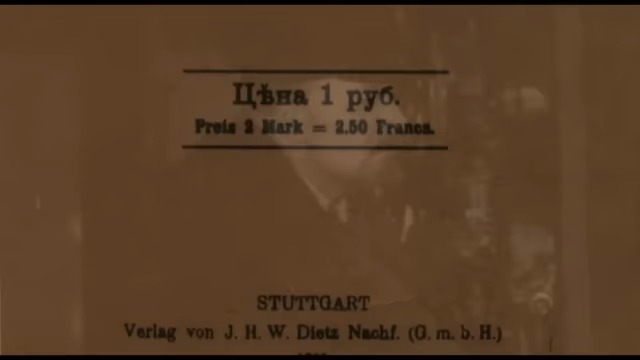 Цѣна 1 руб.
Preis 2 Mark = 2.50 Francs.
STUTTGART
Verlag von J. H. W. Dietz Nachf. (G. m. b. H.)